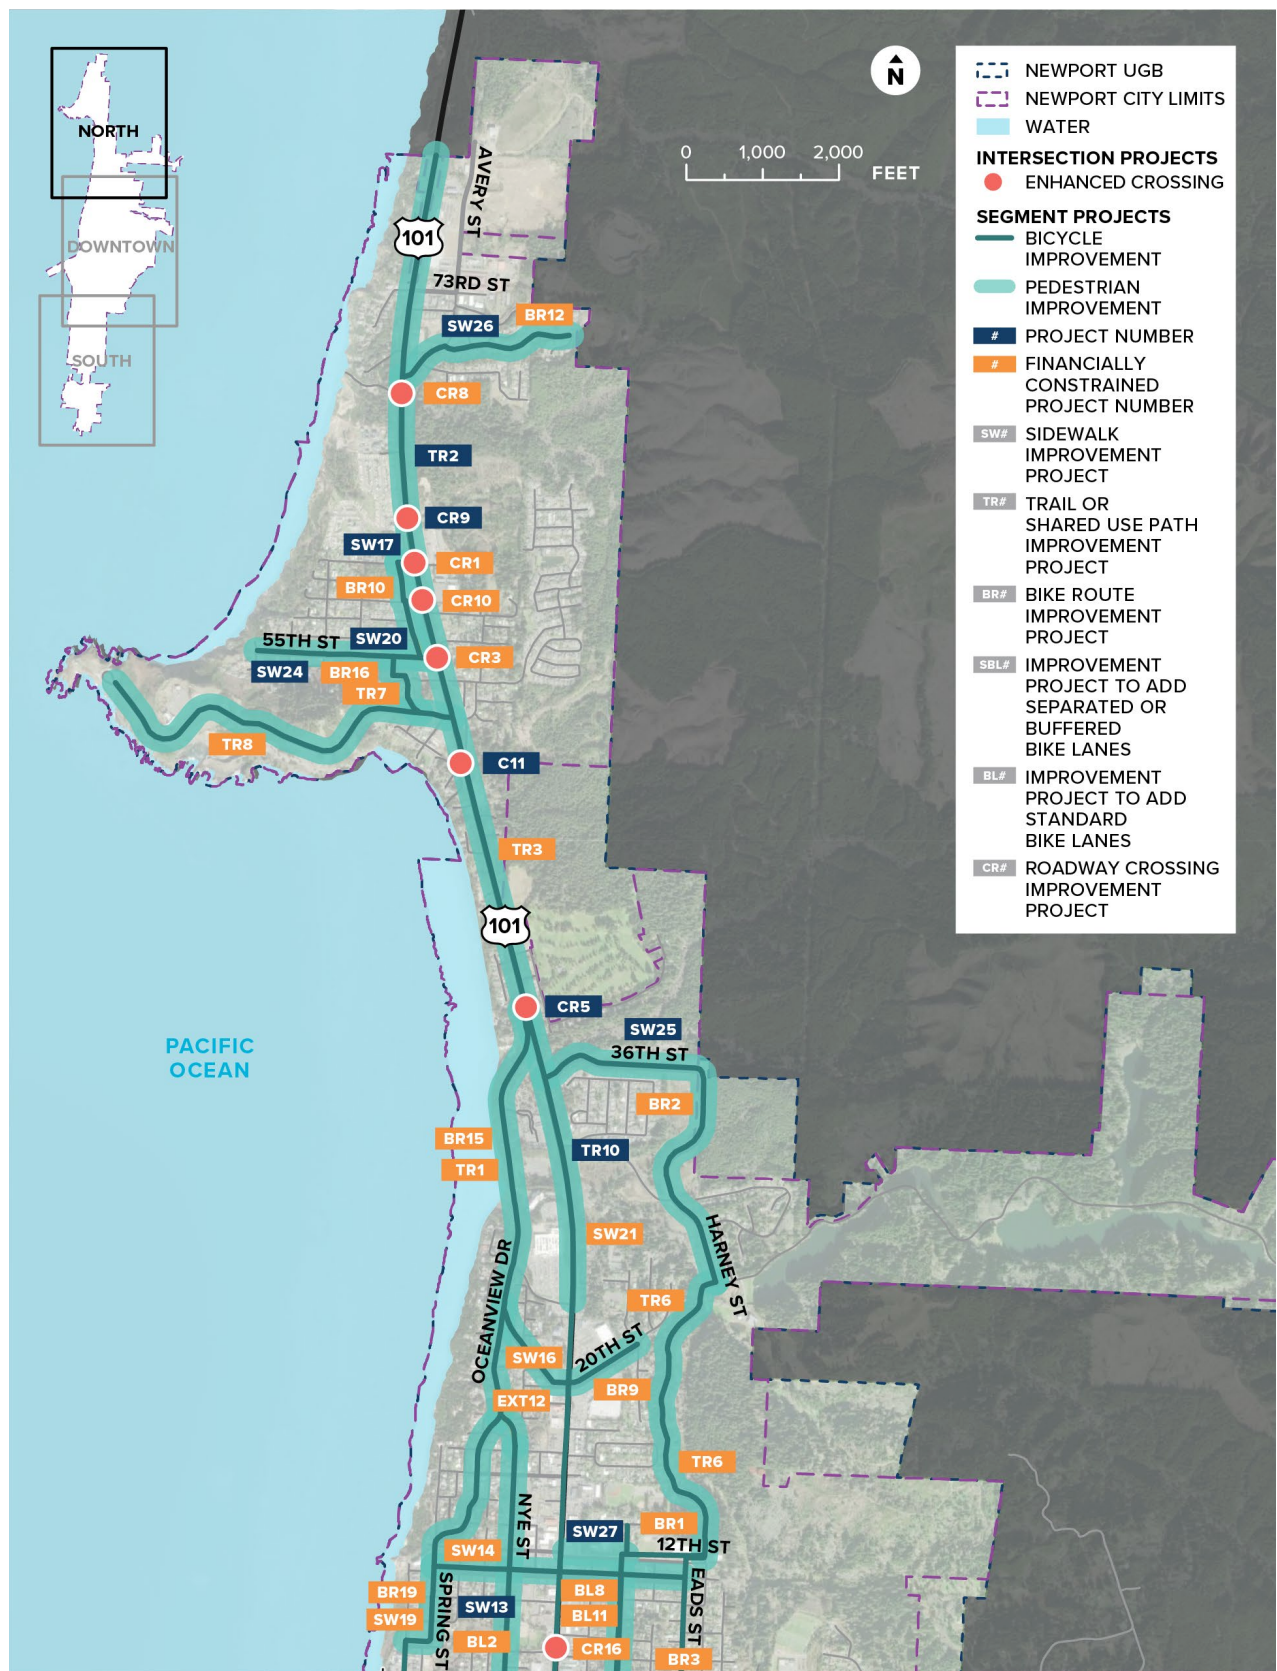 NORTH
DOWNTOWN
SOUTH
N
0 1,000 2,000
FEET
NEWPORT UGB
NEWPORT CITY LIMITS
WATER
INTERSECTION PROJECTS
ENHANCED CROSSING
SEGMENT PROJECTS
BICYCLE
IMPROVEMENT
PEDESTRIAN
IMPROVEMENT
# PROJECT NUMBER
# FINANCIALLY
CONSTRAINED
PROJECT NUMBER
SW# SIDEWALK
IMPROVEMENT
PROJECT
TR# TRAIL OR
SHARED USE PATH
IMPROVEMENT
PROJECT
BR# BIKE ROUTE
IMPROVEMENT
PROJECT
SBL# IMPROVEMENT
PROJECT TO ADD
SEPARATED OR
BUFFERED
BIKE LANES
BL# IMPROVEMENT
PROJECT TO ADD
STANDARD
BIKE LANES
CR# ROADWAY CROSSING
IMPROVEMENT
PROJECT
AVERY ST
101
73RD ST
BR12
SW26
CR8
TR2
CR9
SW17
CR1
BR10
CR10
55TH ST
SW20
CR3
SW24
BR16
TR7
TR8
C11
TR3
101
CR5
SW25
36TH ST
PACIFIC
OCEAN
BR2
BR15
TR10
TR1
HARNEY ST
SW21
OCEANVIEW DR
TR6
20TH ST
SW16
BR9
EXT12
TR6
NYE ST
BR1
SW27
12TH ST
SW14
BR19
BL8
SPRING ST
EADS ST
SW13
BL11
SW19
BL2
CR16
BR3